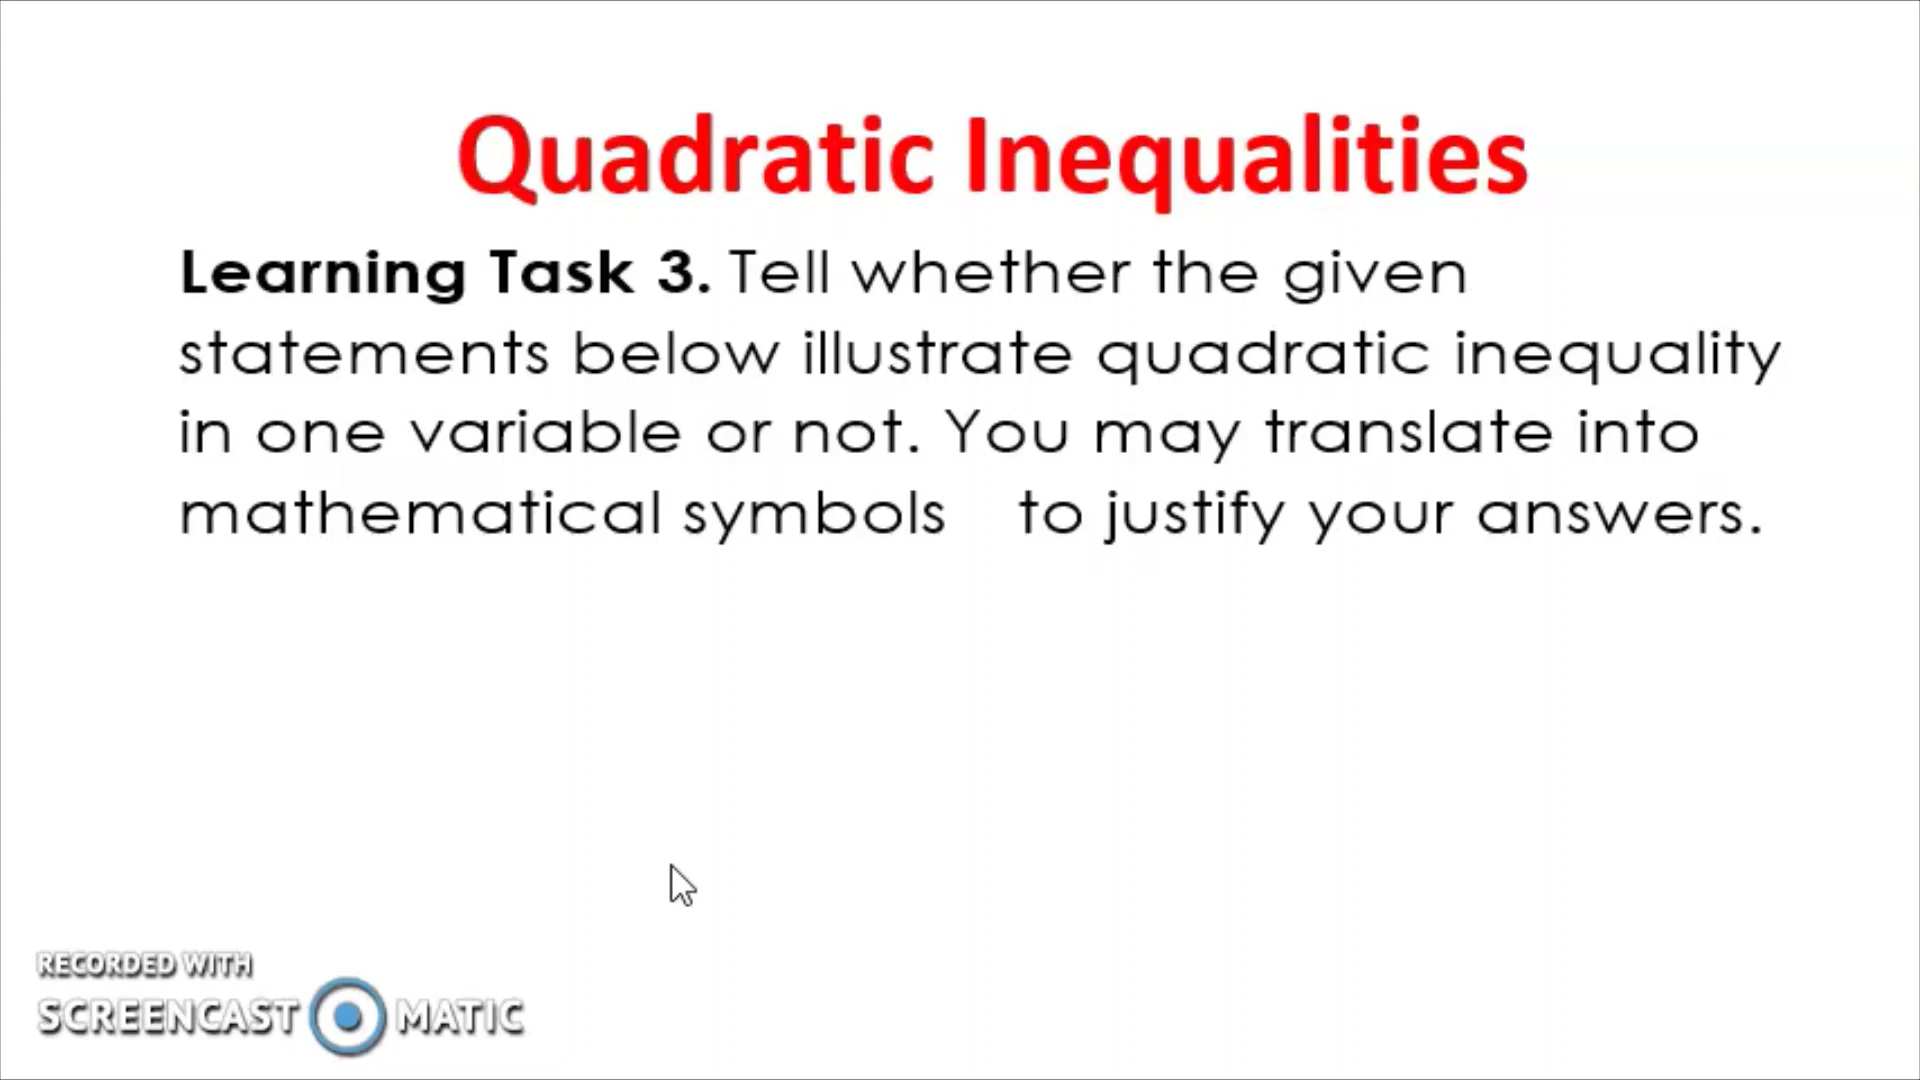 Quadratic Inequalities
Learning Task 3. Tell whether the given
statements below illustrate quadratic inequality
in one variable or not. You may translate into
mathematical symbols to justify your answers.
RECORDED WITH
SCREENCAST MATIC